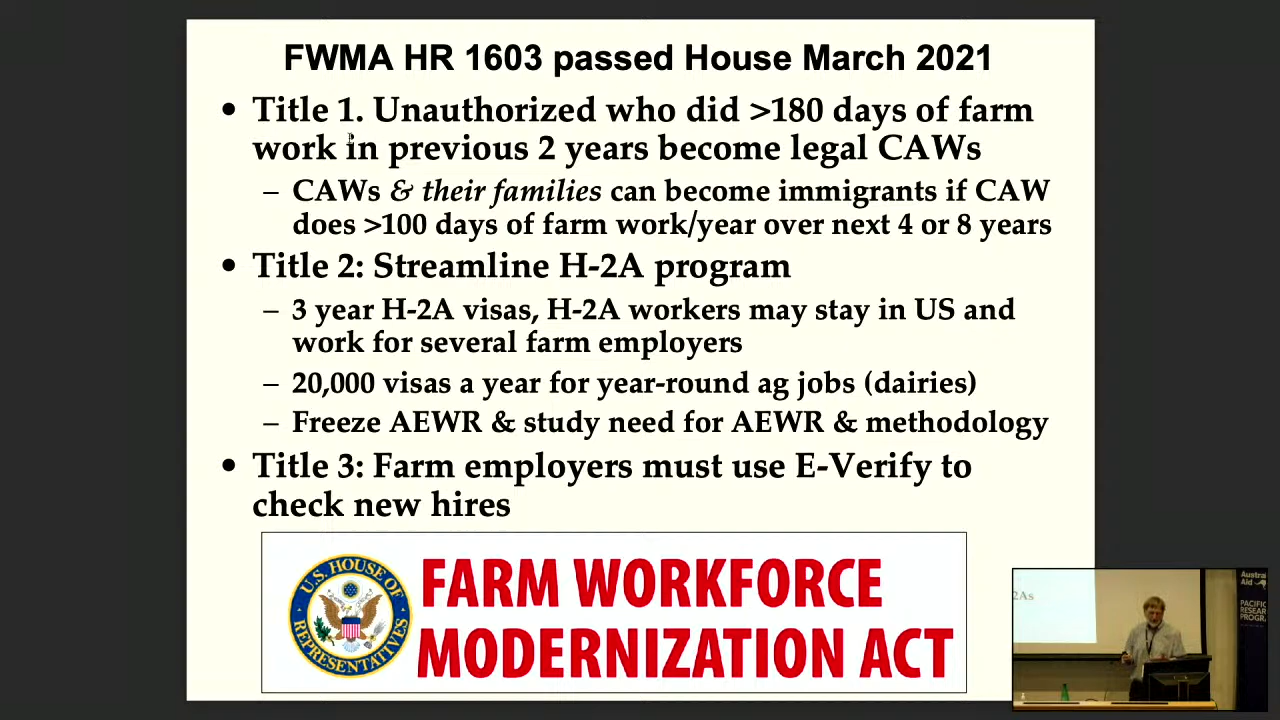 FWMA HR 1603 passed House March 2021
• Title 1. Unauthorized who did >180 days of farm
work in previous 2 years become legal CAWs
– CAWs & their families can become immigrants if CAW
does >100 days of farm work/year over next 4 or 8 years
• Title 2: Streamline H-2A program
– 3 year H-2A visas, H-2A workers may stay in US and
work for several farm employers
– 20,000 visas a year for year-round ag jobs (dairies)
– Freeze AEWR & study need for AEWR & methodology
• Title 3: Farm employers must use E-Verify to
check new hires
U.S. HOUSE OF
REPRESENTATIVES
FARM WORKFORCE
MODERNIZATION ACT
2As
Aid
PACIFIC